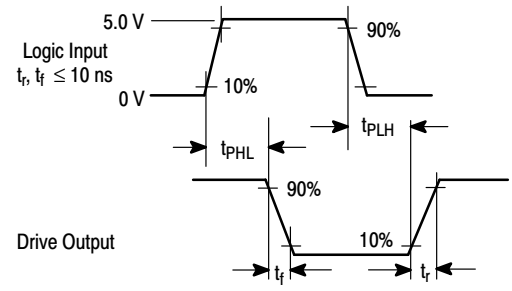 5.0 V
90%
Logic Input
tr, tf ≤ 10 ns
10%
0 V
tPHL
tPLH
90%
10%
Drive Output
tf
tr